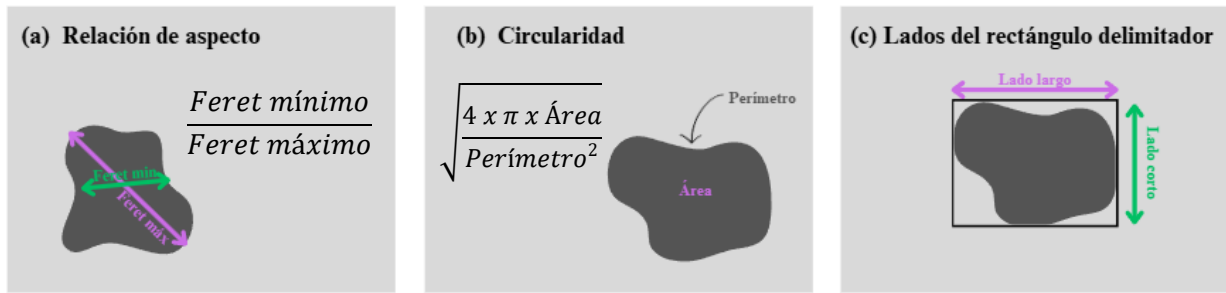 (a) Relación de aspecto
Feret mínimo
Feret máximo
Feret mín
Feret máx
(b) Circularidad
√(4 x π x Área
Perímetro²)
Perímetro
Área
(c) Lados del rectángulo delimitador
Lado largo
Lado corto